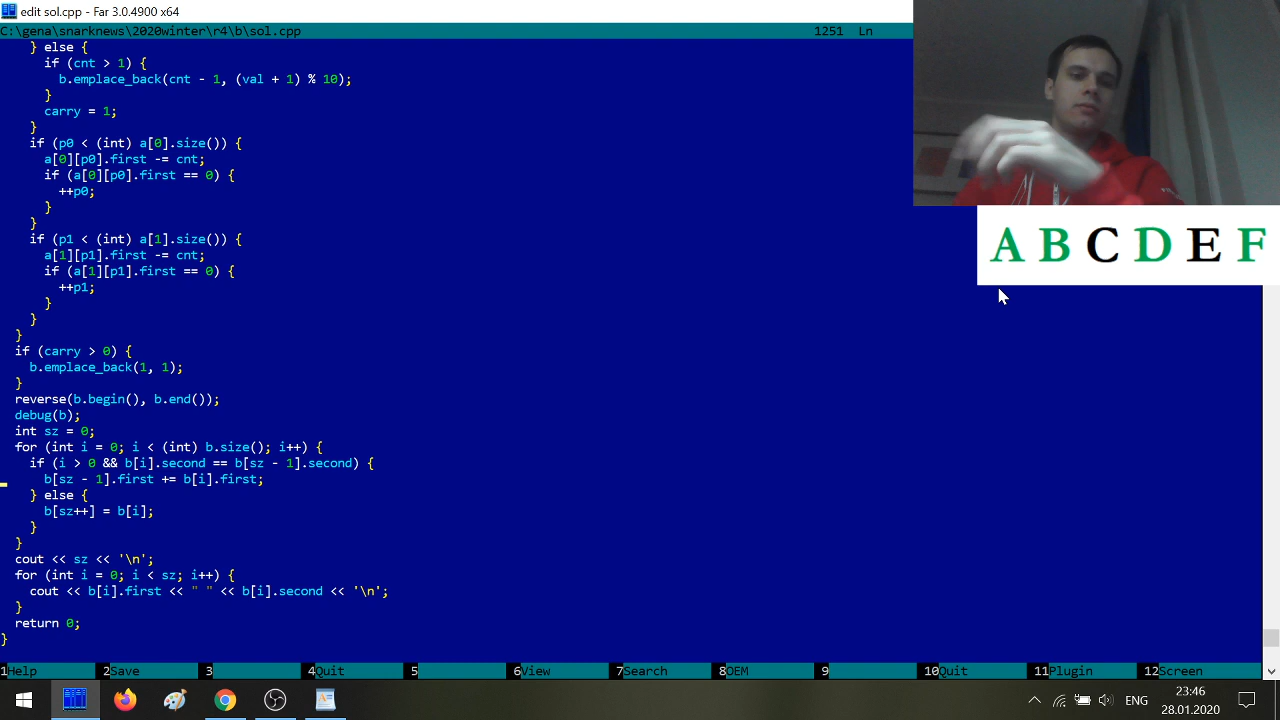 edit sol.cpp - Far 3.0.4900 x64
C:\gena\snarknews\2020winter\r4\b\sol.cpp 1251 Ln
} else {
if (cnt > 1) {
b.emplace_back(cnt - 1, (val + 1) % 10);
}
carry = 1;
}
if (p0 < (int) a[0].size()) {
a[0][p0].first -= cnt;
if (a[0][p0].first == 0) {
++p0;
}
}
if (p1 < (int) a[1].size()) {
a[1][p1].first -= cnt;
if (a[1][p1].first == 0) {
++p1;
}
}
}
if (carry > 0) {
b.emplace_back(1, 1);
}
reverse(b.begin(), b.end());
debug(b);
int sz = 0;
for (int i = 0; i < (int) b.size(); i++) {
if (i > 0 && b[i].second == b[sz - 1].second) {
b[sz - 1].first += b[i].first;
} else {
b[sz++] = b[i];
}
}
cout << sz << '\n';
for (int i = 0; i < sz; i++) {
cout << b[i].first << " " << b[i].second << '\n';
}
return 0;
}
A B C D E F
1Help 2Save 3 4Quit 5 6View 7Search 8OEM 9 10Quit 11Plugin 12Screen
ENG
23:46
28.01.2020